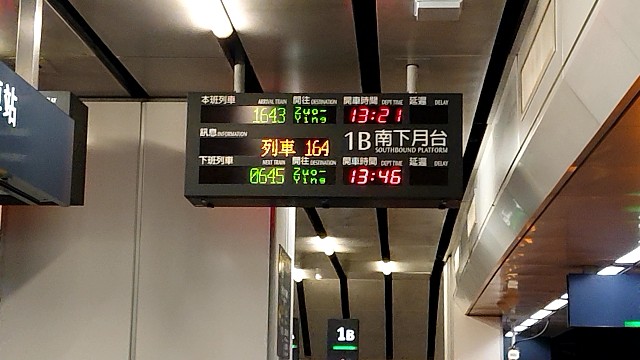 站
本班列車 ARRIVAL TRAIN 開往 DESTINATION 開車時間 DEPT TIME 延遲 DELAY
1643 Zuo-Ying 13:21
訊息 INFORMATION
列車 164
1B 南下月台
SOUTHBOUND PLATFORM
下班列車 NEXT TRAIN 開往 DESTINATION 開車時間 DEPT TIME 延遲 DELAY
0645 Zuo-Ying 13:46
1B